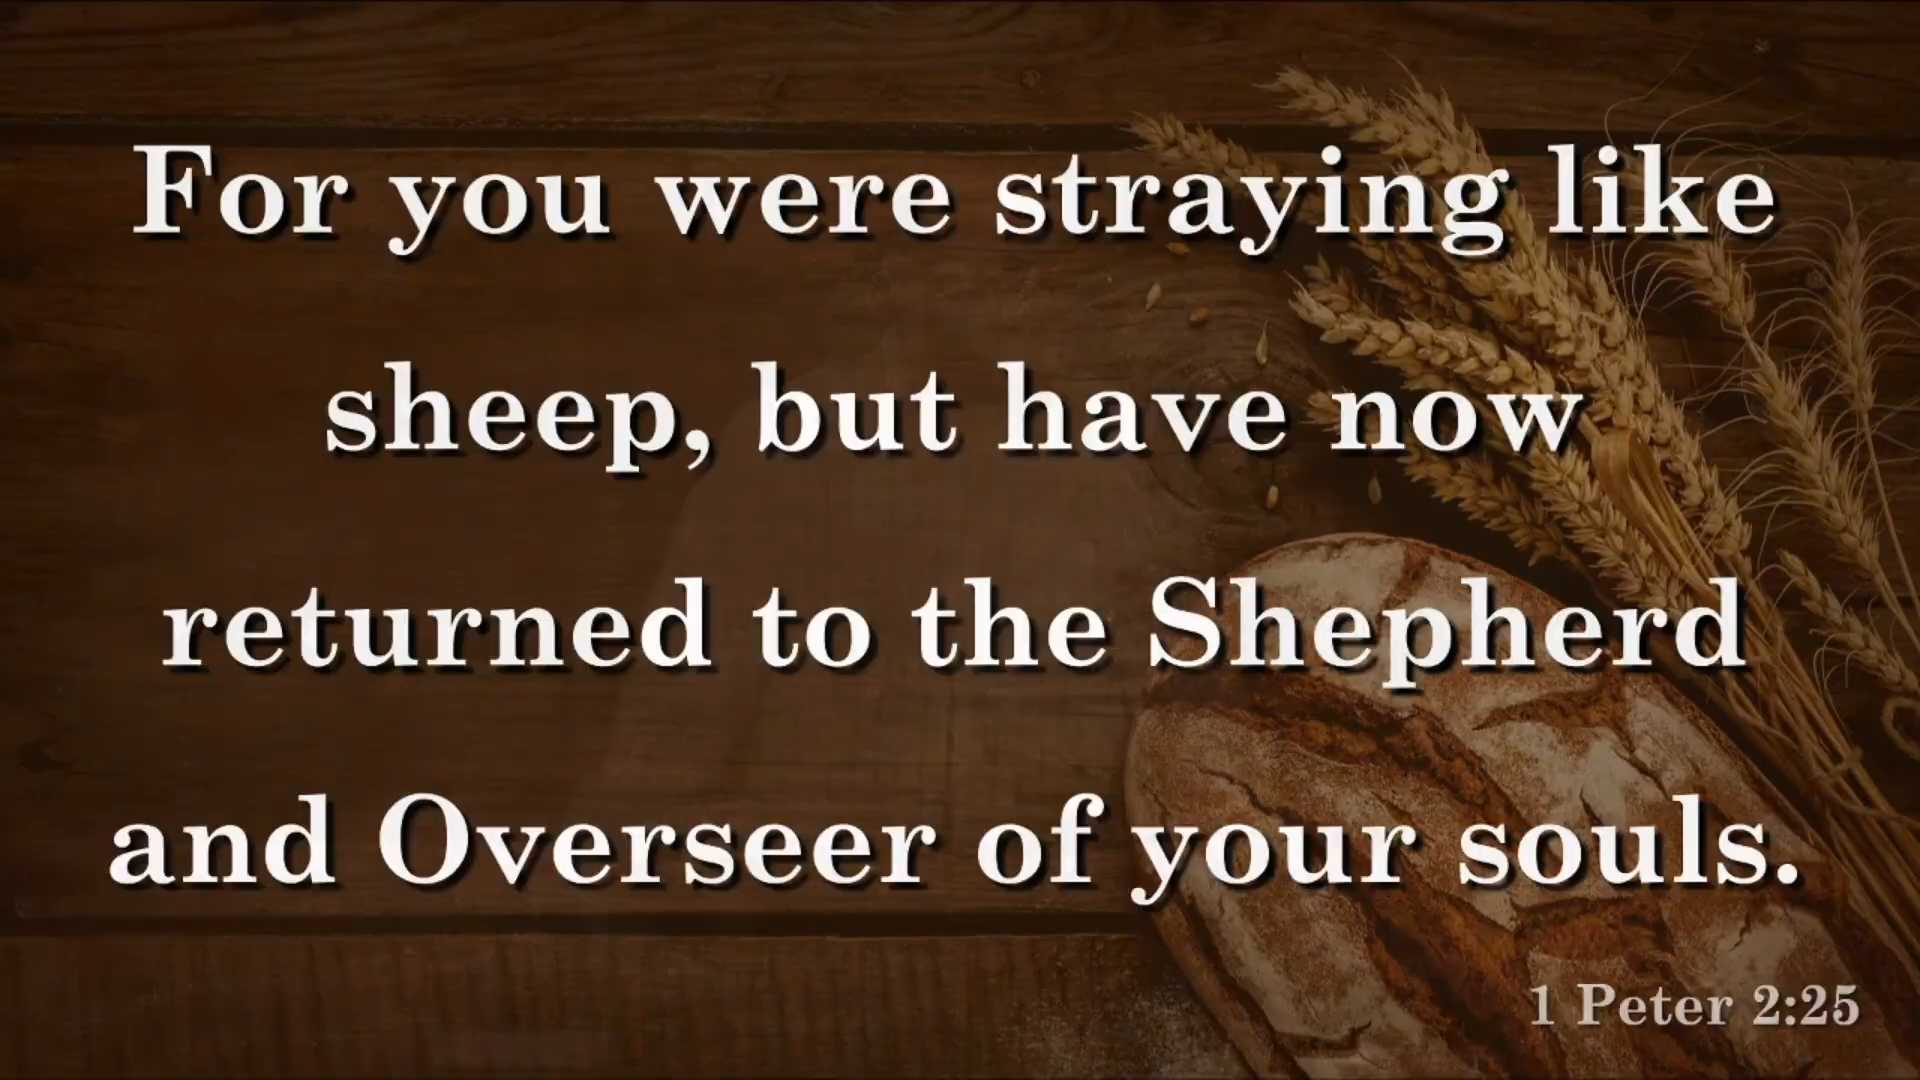 For you were straying like
sheep, but have now
returned to the Shepherd
and Overseer of your souls.
1 Peter 2:25